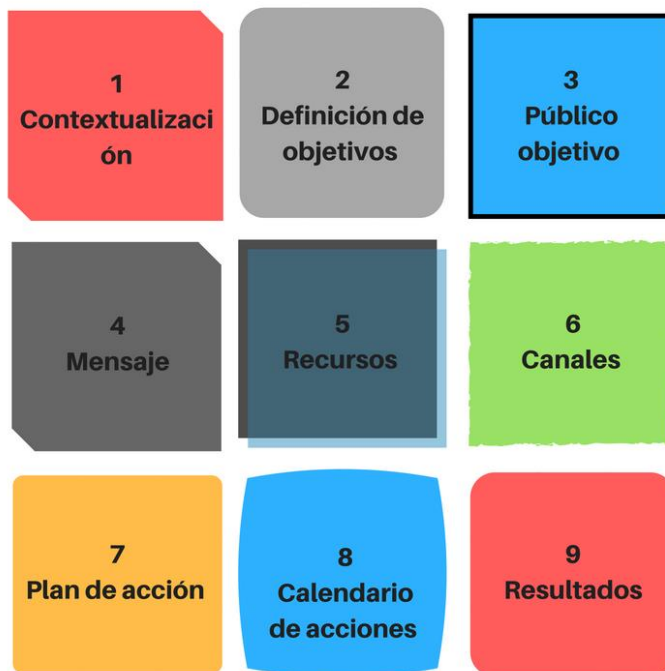 1
Contextualizaci
ón
2
Definición de
objetivos
3
Público
objetivo
4
Mensaje
5
Recursos
6
Canales
7
Plan de acción
8
Calendario
de acciones
9
Resultados